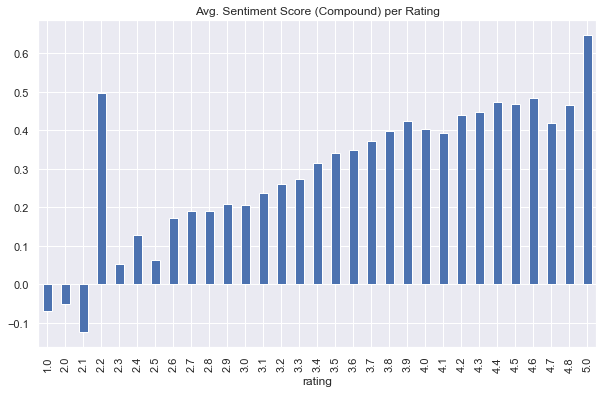 Avg. Sentiment Score (Compound) per Rating
0.6
0.5
0.4
0.3
0.2
0.1
0.0
−0.1
1.0 2.0 2.1 2.2 2.3 2.4 2.5 2.6 2.7 2.8 2.9 3.0 3.1 3.2 3.3 3.4 3.5 3.6 3.7 3.8 3.9 4.0 4.1 4.2 4.3 4.4 4.5 4.6 4.7 4.8 5.0
rating